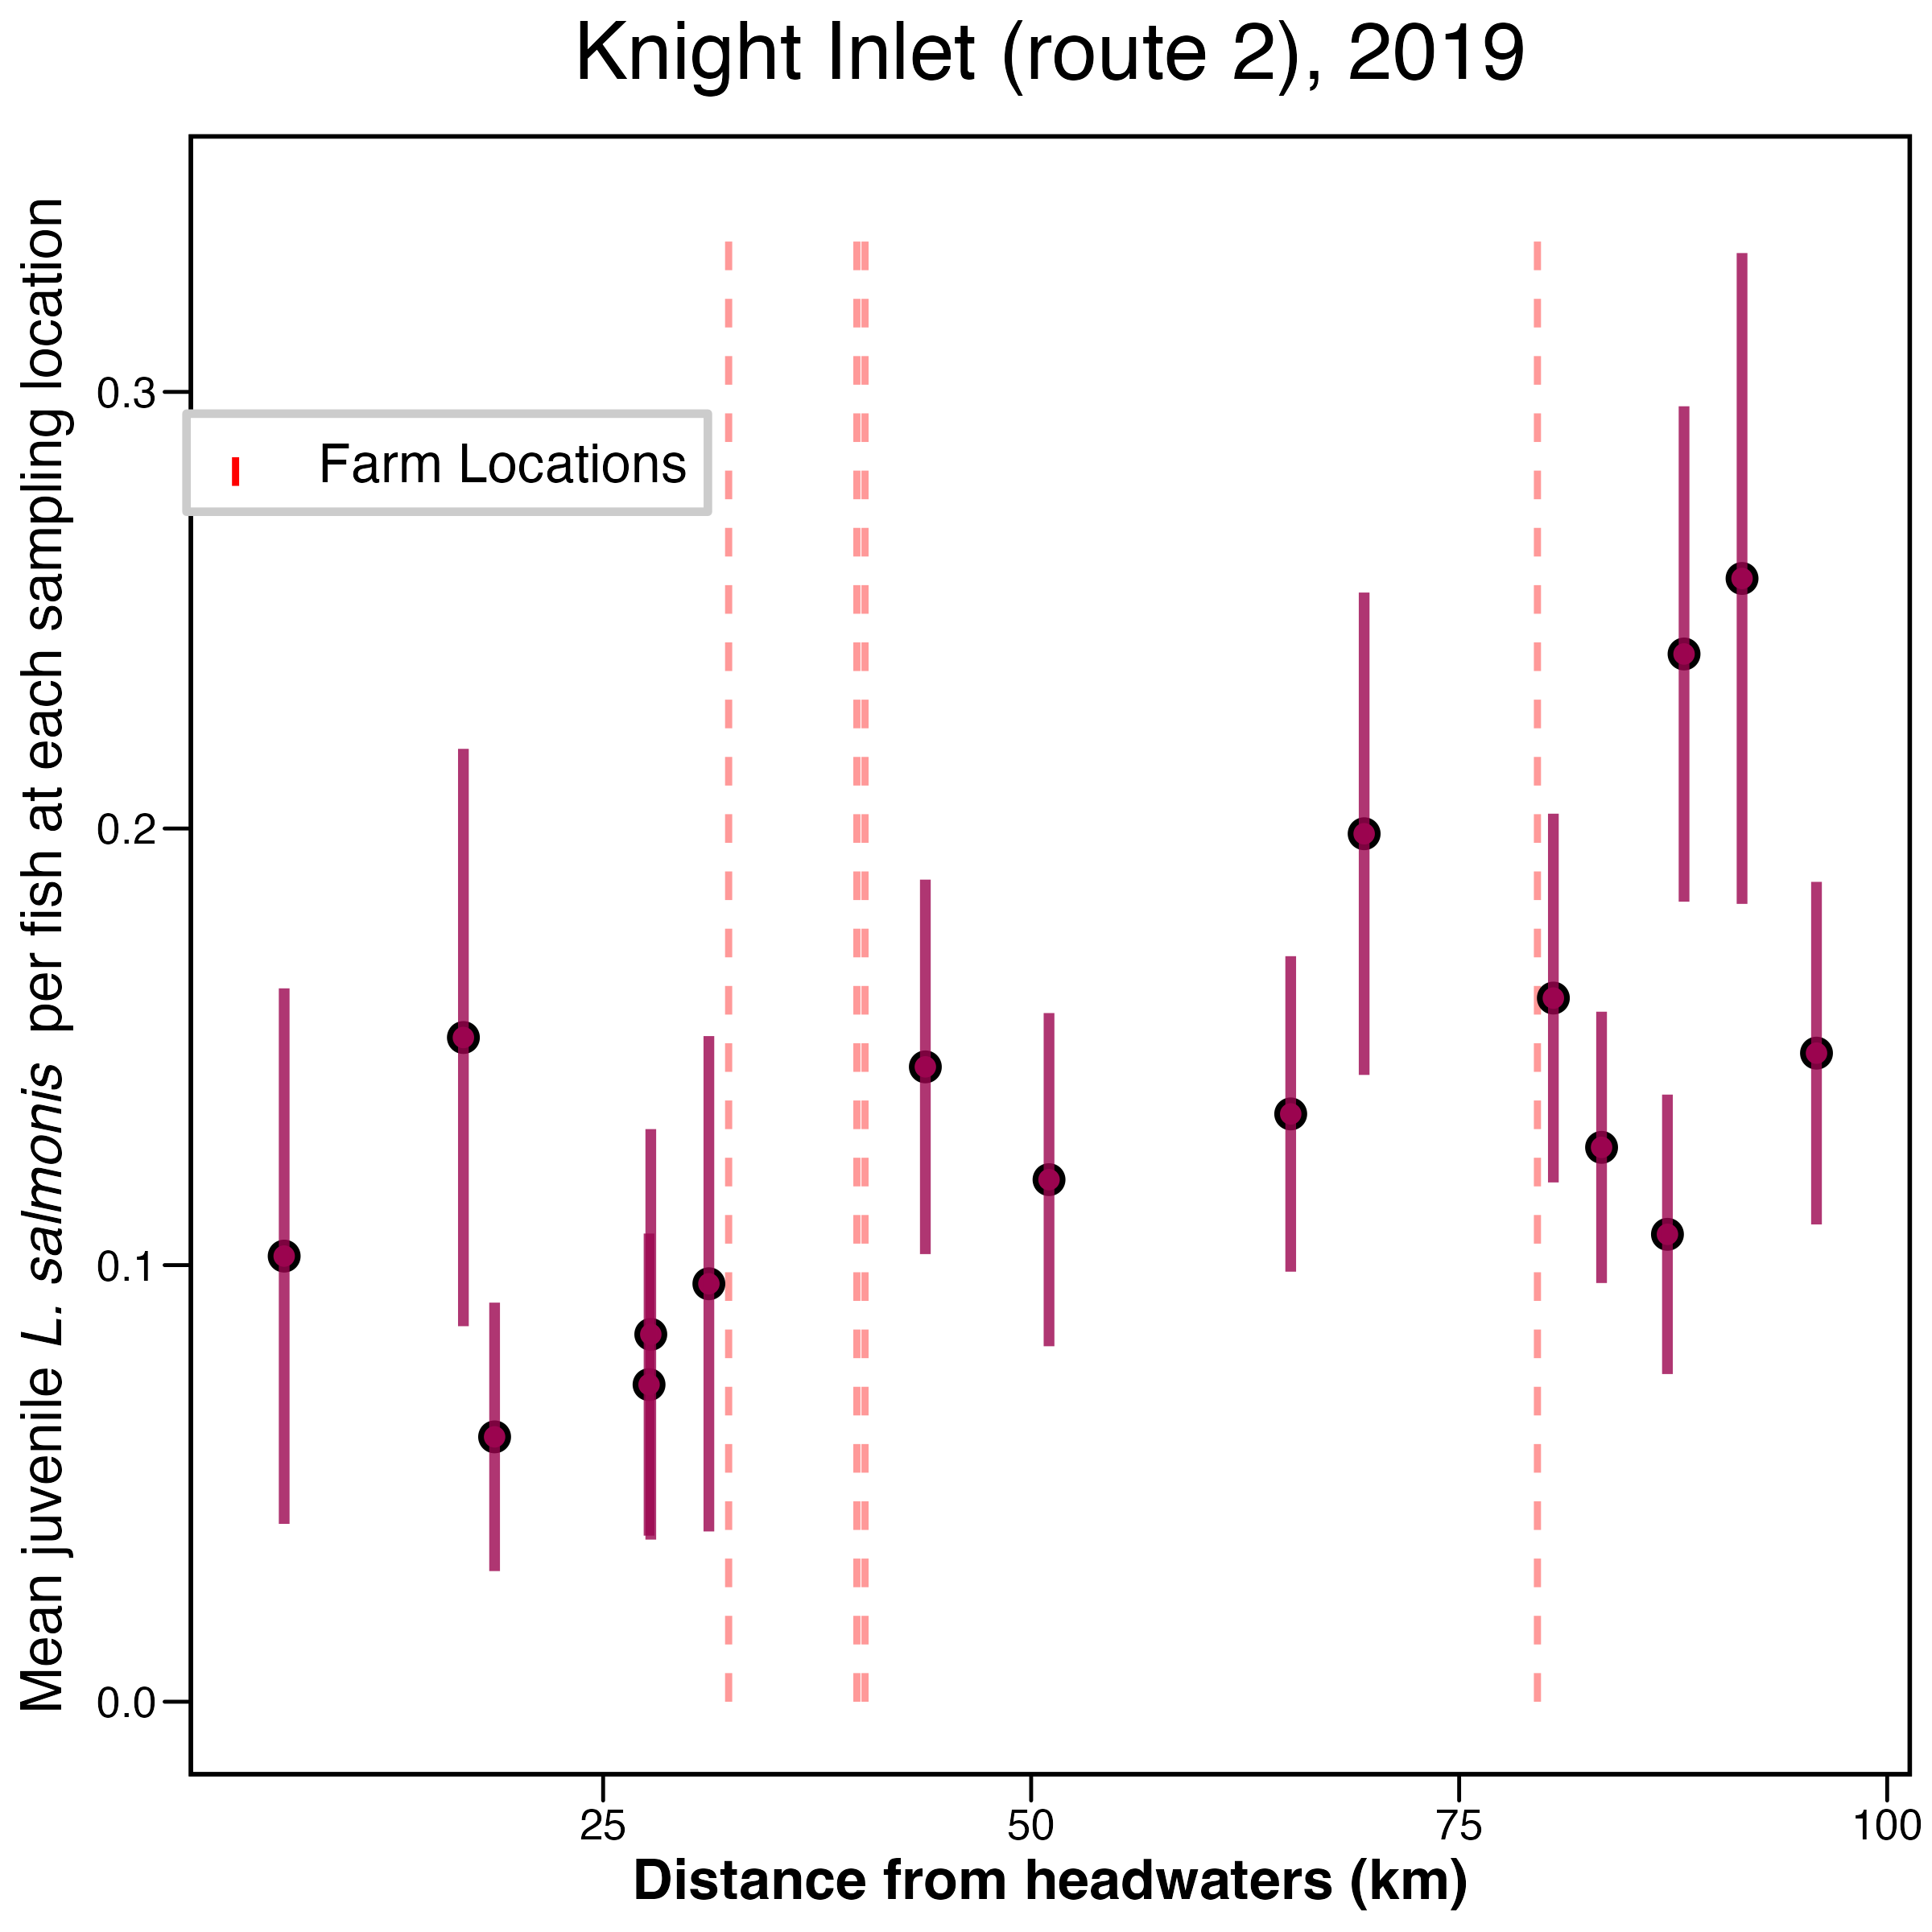 Knight Inlet (route 2), 2019
Mean juvenile L. salmonis per fish at each sampling location
0.3
0.2
0.1
0.0
Farm Locations
25 50 75 100
Distance from headwaters (km)